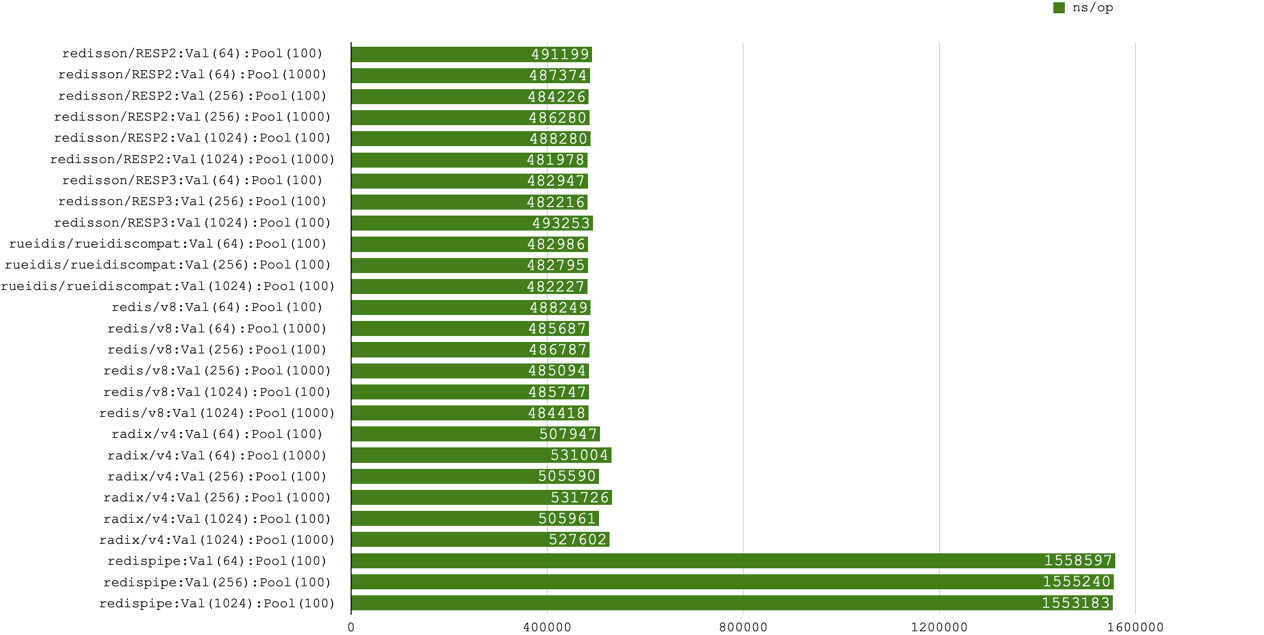 ns/op
redisson/RESP2:Val(64):Pool(100) 491199
redisson/RESP2:Val(64):Pool(1000) 487374
redisson/RESP2:Val(256):Pool(100) 484226
redisson/RESP2:Val(256):Pool(1000) 486280
redisson/RESP2:Val(1024):Pool(100) 488280
redisson/RESP2:Val(1024):Pool(1000) 481978
redisson/RESP3:Val(64):Pool(100) 482947
redisson/RESP3:Val(256):Pool(100) 482216
redisson/RESP3:Val(1024):Pool(100) 493253
rueidis/rueidiscompat:Val(64):Pool(100) 482986
rueidis/rueidiscompat:Val(256):Pool(100) 482795
rueidis/rueidiscompat:Val(1024):Pool(100) 482227
redis/v8:Val(64):Pool(100) 488249
redis/v8:Val(64):Pool(1000) 485687
redis/v8:Val(256):Pool(100) 486787
redis/v8:Val(256):Pool(1000) 485094
redis/v8:Val(1024):Pool(100) 485747
redis/v8:Val(1024):Pool(1000) 484418
radix/v4:Val(64):Pool(100) 507947
radix/v4:Val(64):Pool(1000) 531004
radix/v4:Val(256):Pool(100) 505590
radix/v4:Val(256):Pool(1000) 531726
radix/v4:Val(1024):Pool(100) 505961
radix/v4:Val(1024):Pool(1000) 527602
redispipe:Val(64):Pool(100) 1558597
redispipe:Val(256):Pool(100) 1555240
redispipe:Val(1024):Pool(100) 1553183
0 400000 800000 1200000 1600000